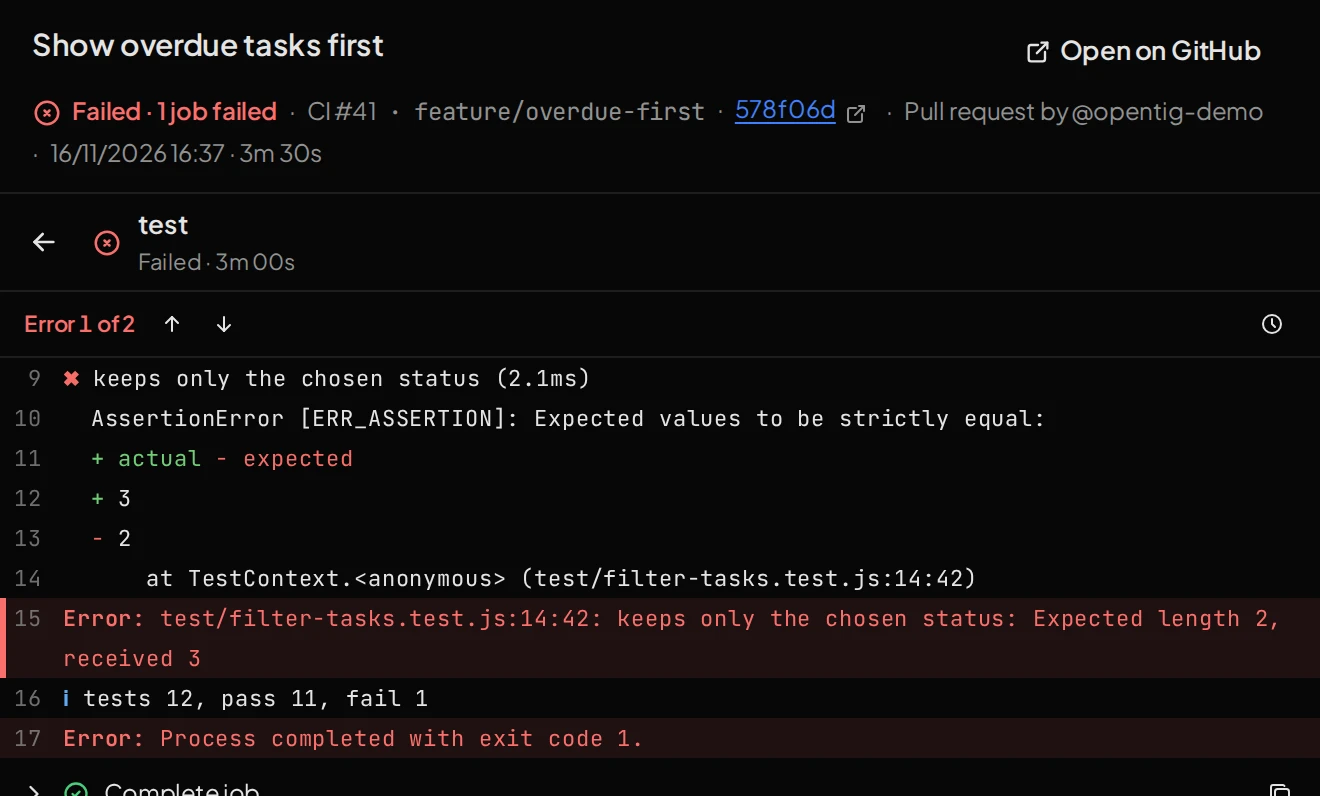 Show overdue tasks first
Open on GitHub
Failed · 1 job failed · CI #41 · feature/overdue-first · 578f06d · Pull request by @opentig-demo
· 16/11/2026 16:37 · 3m 30s
test
Failed · 3m 00s
Error 1 of 2
9 ✖ keeps only the chosen status (2.1ms)
10 AssertionError [ERR_ASSERTION]: Expected values to be strictly equal:
11 + actual - expected
12 + 3
13 - 2
14 at TestContext.<anonymous> (test/filter-tasks.test.js:14:42)
15 Error: test/filter-tasks.test.js:14:42: keeps only the chosen status: Expected length 2,
received 3
16 ℹ tests 12, pass 11, fail 1
17 Error: Process completed with exit code 1.
Complete job